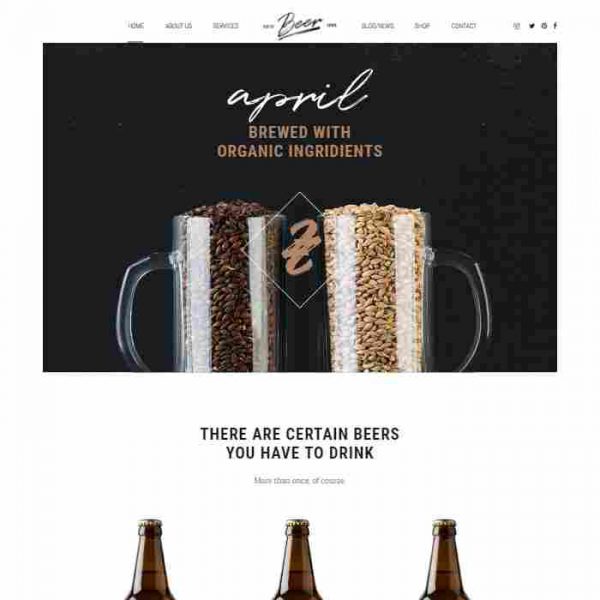 HOME ABOUT US SERVICES Beer BLOG/NEWS SHOP CONTACT
april
BREWED WITH
ORGANIC INGRIDIENTS
THERE ARE CERTAIN BEERS
YOU HAVE TO DRINK
More than once, of course.